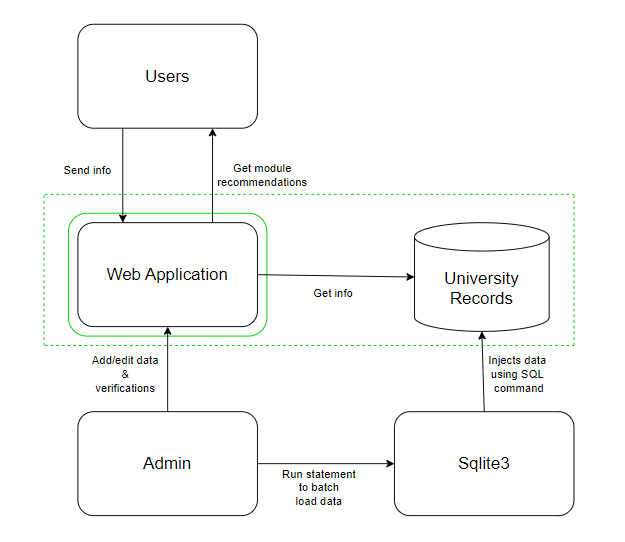 Users
Send info
Get module
recommendations
Web Application
Get info
University
Records
Add/edit data
&
verifications
Injects data
using SQL
command
Admin
Run statement
to batch
load data
Sqlite3